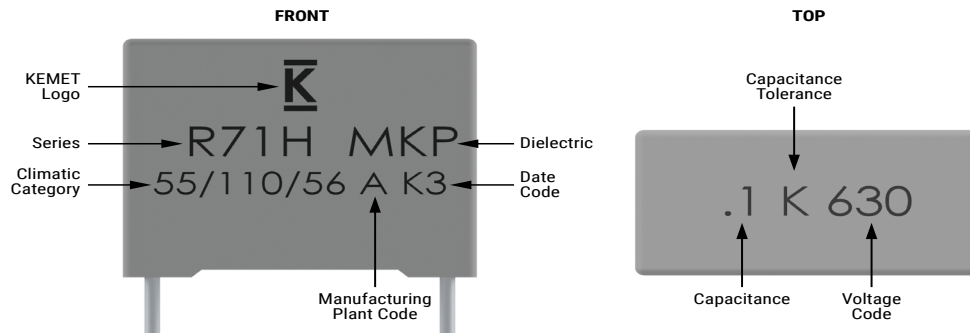 FRONT
TOP
KEMET
Logo
K
Series
R71H MKP
Dielectric
Climatic
Category
55/110/56 A K3
Date
Code
Manufacturing
Plant Code
Capacitance
Tolerance
.1 K 630
Capacitance
Voltage
Code